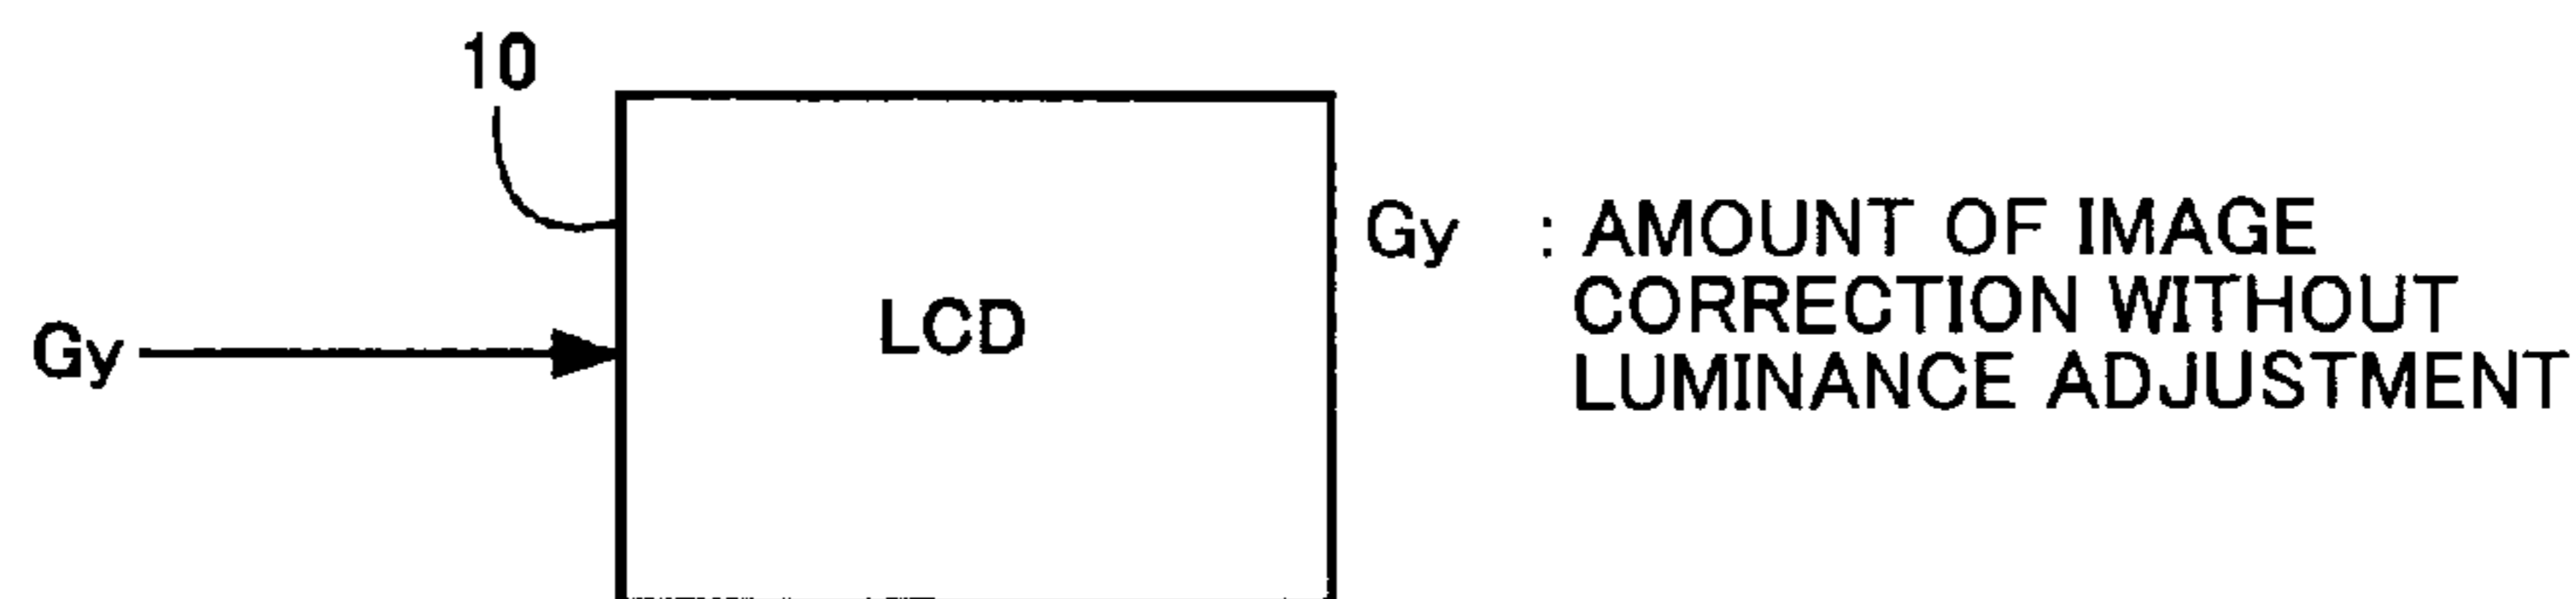 10
Gy
LCD
Gy : AMOUNT OF IMAGE
CORRECTION WITHOUT
LUMINANCE ADJUSTMENT